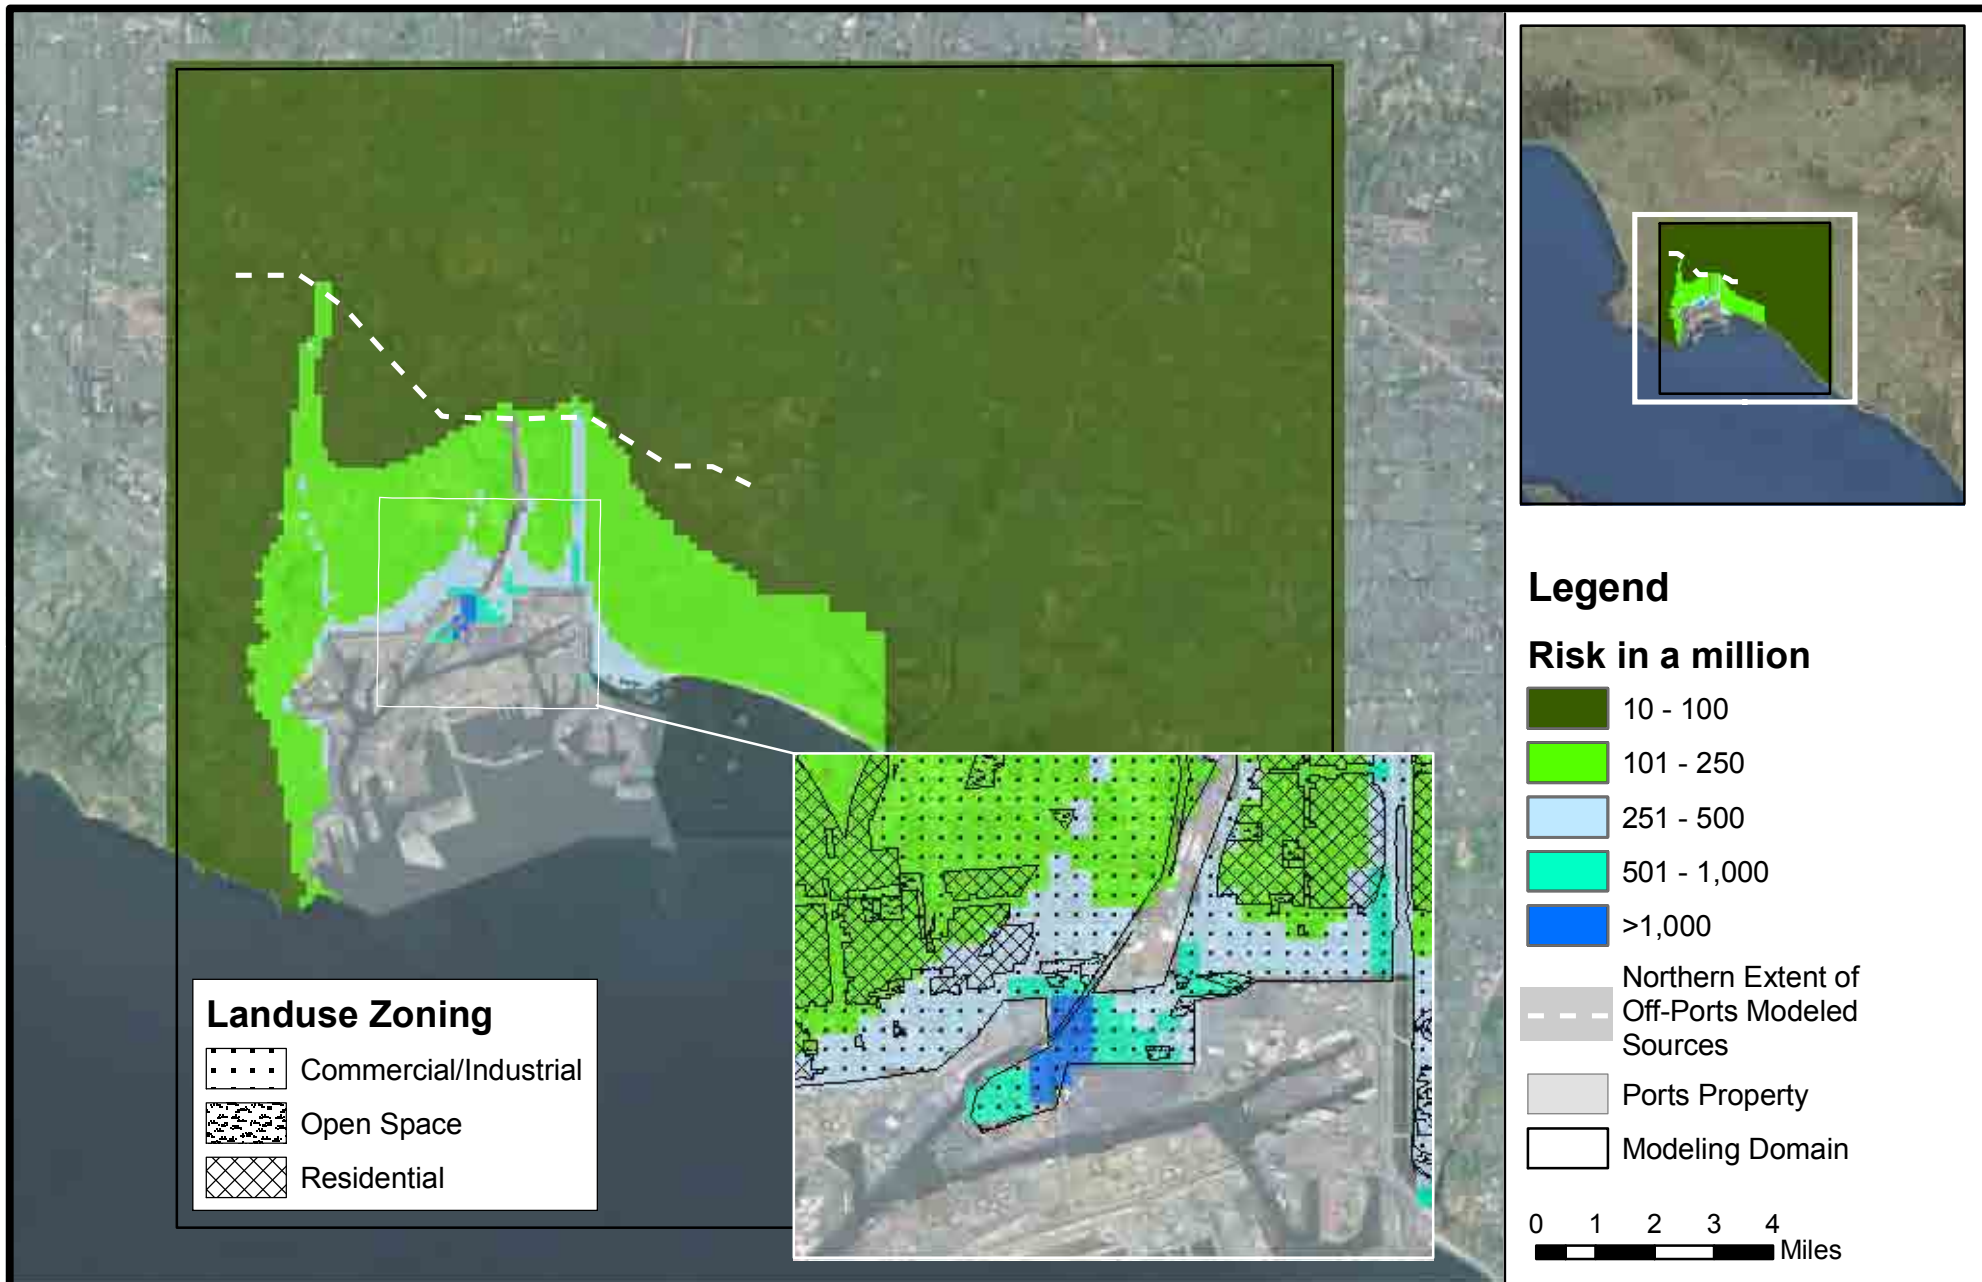 Landuse Zoning
Commercial/Industrial
Open Space
Residential
Legend
Risk in a million
10 - 100
101 - 250
251 - 500
501 - 1,000
>1,000
Northern Extent of
Off-Ports Modeled
Sources
Ports Property
Modeling Domain
0 1 2 3 4
Miles